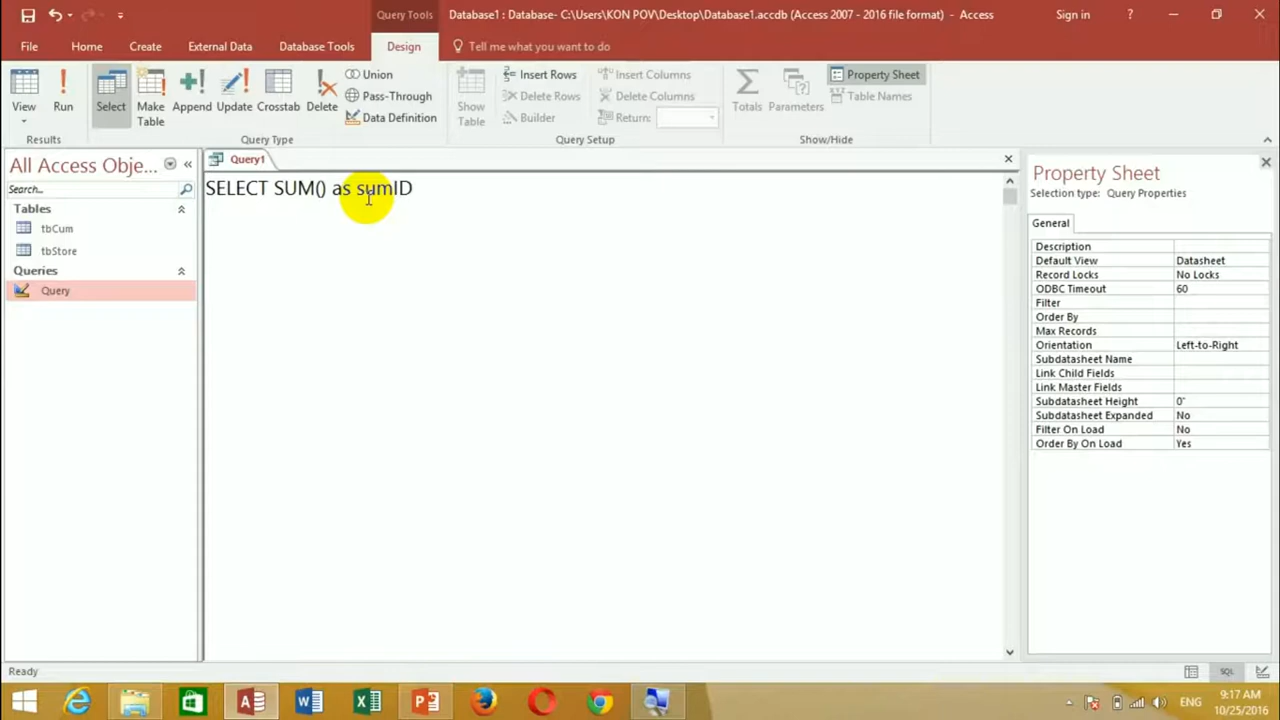 Query Tools
Database1 : Database- C:\Users\KON POV\Desktop\Database1.accdb (Access 2007 - 2016 file format) - Access
Sign in
?
File
Home
Create
External Data
Database Tools
Design
Tell me what you want to do
View
Run
Select
Make Table
Append
Update
Crosstab
Delete
Union
Pass-Through
Data Definition
Show Table
Insert Rows
Delete Rows
Builder
Insert Columns
Delete Columns
Return:
Totals
Parameters
Property Sheet
Table Names
Results
Query Type
Query Setup
Show/Hide
All Access Obje...
Search...
Tables
tbCum
tbStore
Queries
Query
Query1
SELECT SUM() as sumID
Property Sheet
Selection type: Query Properties
General
Description
Default View Datasheet
Record Locks No Locks
ODBC Timeout 60
Filter
Order By
Max Records
Orientation Left-to-Right
Subdatasheet Name
Link Child Fields
Link Master Fields
Subdatasheet Height 0"
Subdatasheet Expanded No
Filter On Load No
Order By On Load Yes
Ready
SQL
ENG
9:17 AM
10/25/2016